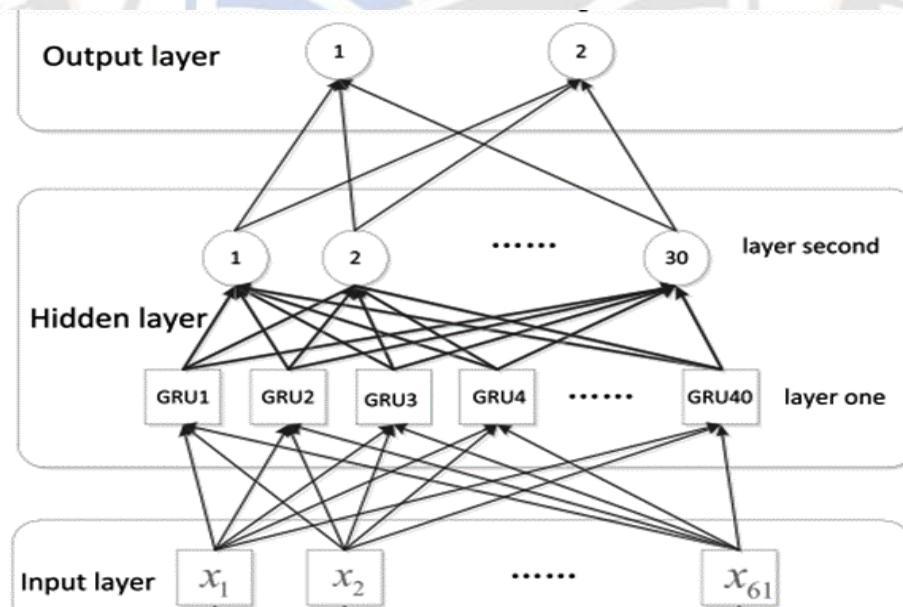 Output layer
1 2
1 2 ...... 30 layer second
Hidden layer
GRU1 GRU2 GRU3 GRU4 ...... GRU40 layer one
Input layer x₁ x₂ ...... x₆₁